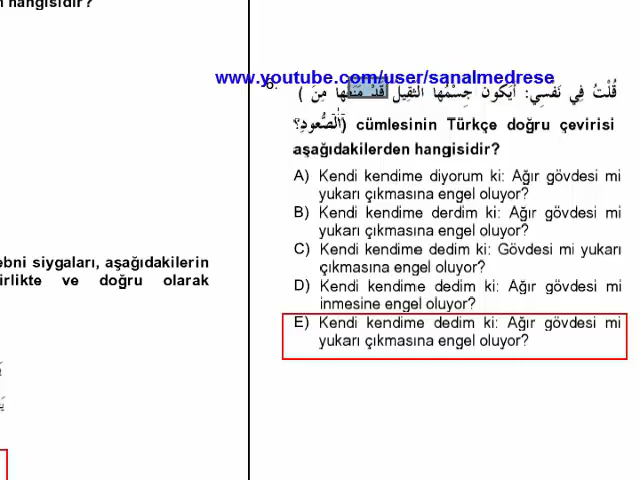 n hangisidir?
ebni siygaları, aşağıdakilerin
irlikte ve doğru olarak
www.youtube.com/user/sanalmedrese
6. قُلْتُ فِي نَفْسِي: أَيَكُونُ جِسْمُهَا الثَّقِيل قَدْ مَنَعَهَا مِنَ )
الصُّعودِ؟) cümlesinin Türkçe doğru çevirisi
aşağıdakilerden hangisidir?
A) Kendi kendime diyorum ki: Ağır gövdesi mi
yukarı çıkmasına engel oluyor?
B) Kendi kendime derdim ki: Ağır gövdesi mi
yukarı çıkmasına engel oluyor?
C) Kendi kendime dedim ki: Gövdesi mi yukarı
çıkmasına engel oluyor?
D) Kendi kendime dedim ki: Ağır gövdesi mi
inmesine engel oluyor?
E) Kendi kendime dedim ki: Ağır gövdesi mi
yukarı çıkmasına engel oluyor?